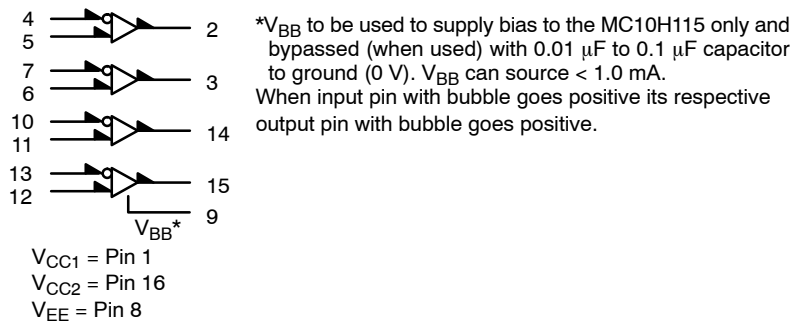 4
5
2
7
6
3
10
11
14
13
12
15
9
VBB*
VCC1 = Pin 1
VCC2 = Pin 16
VEE = Pin 8
*VBB to be used to supply bias to the MC10H115 only and
bypassed (when used) with 0.01 μF to 0.1 μF capacitor
to ground (0 V). VBB can source < 1.0 mA.
When input pin with bubble goes positive its respective
output pin with bubble goes positive.